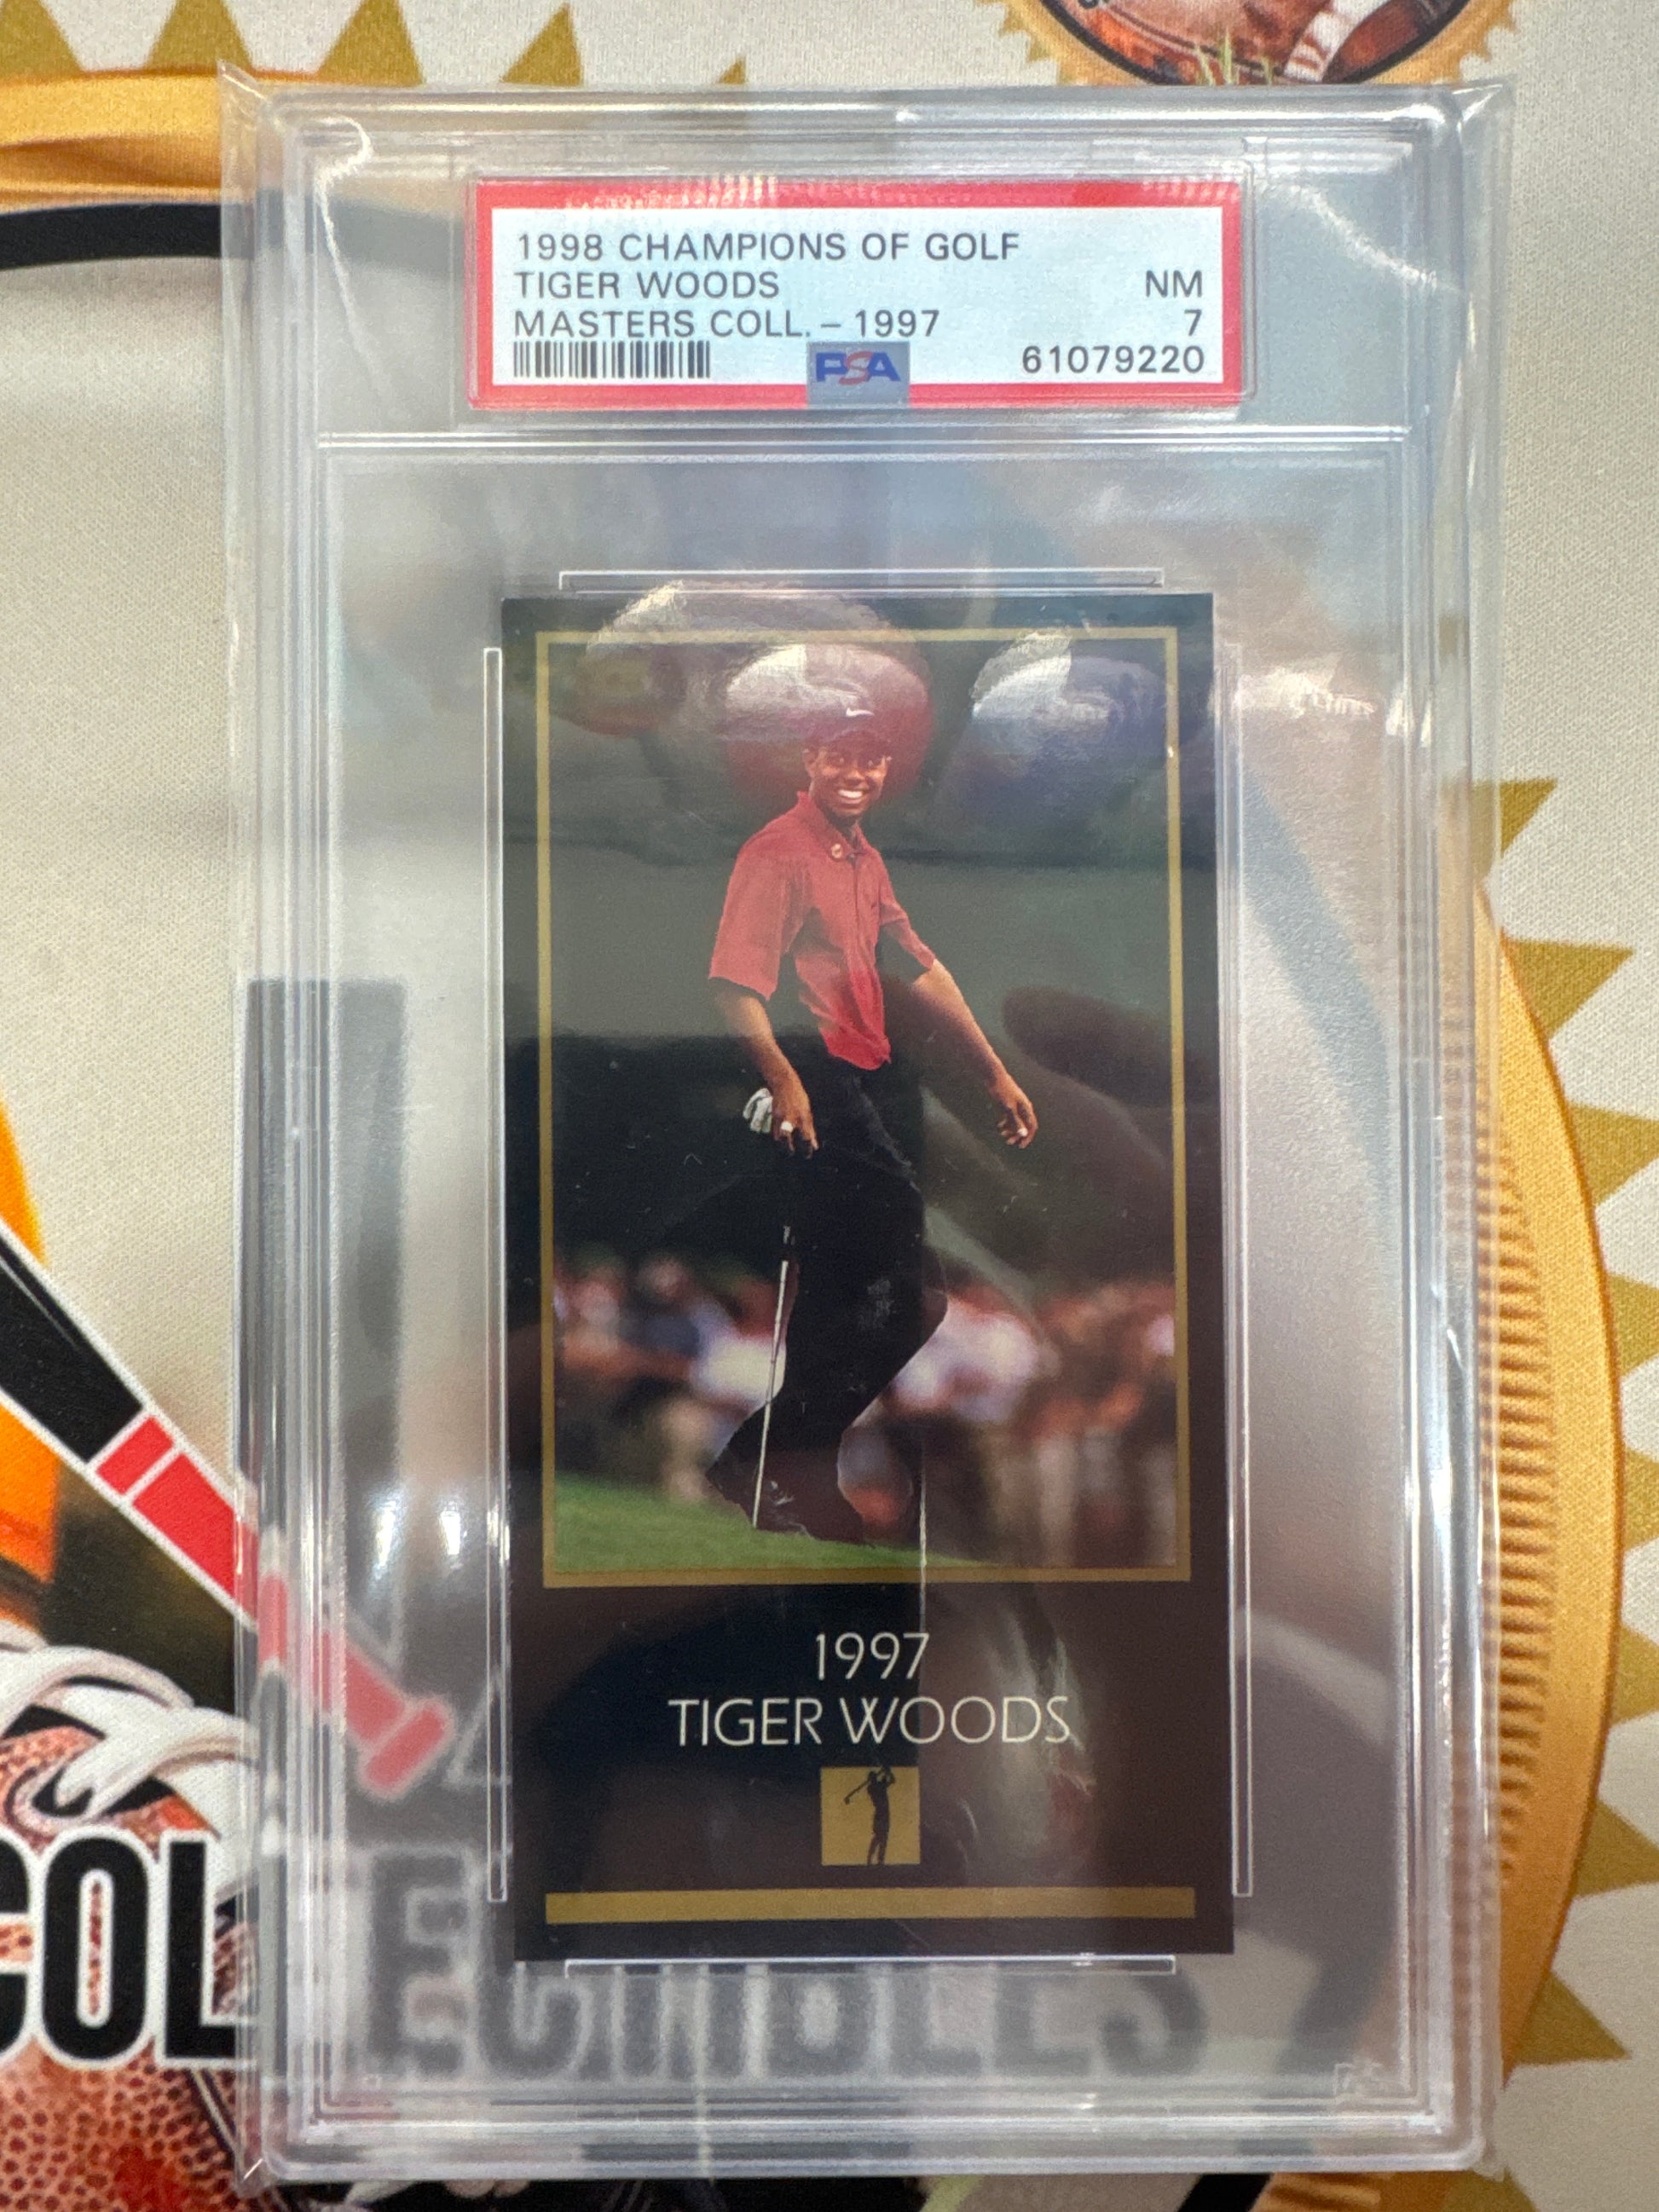 1998 CHAMPIONS OF GOLF
TIGER WOODS NM
MASTERS COLL. – 1997 7
PSA 61079220
1997
TIGER WOODS
COL